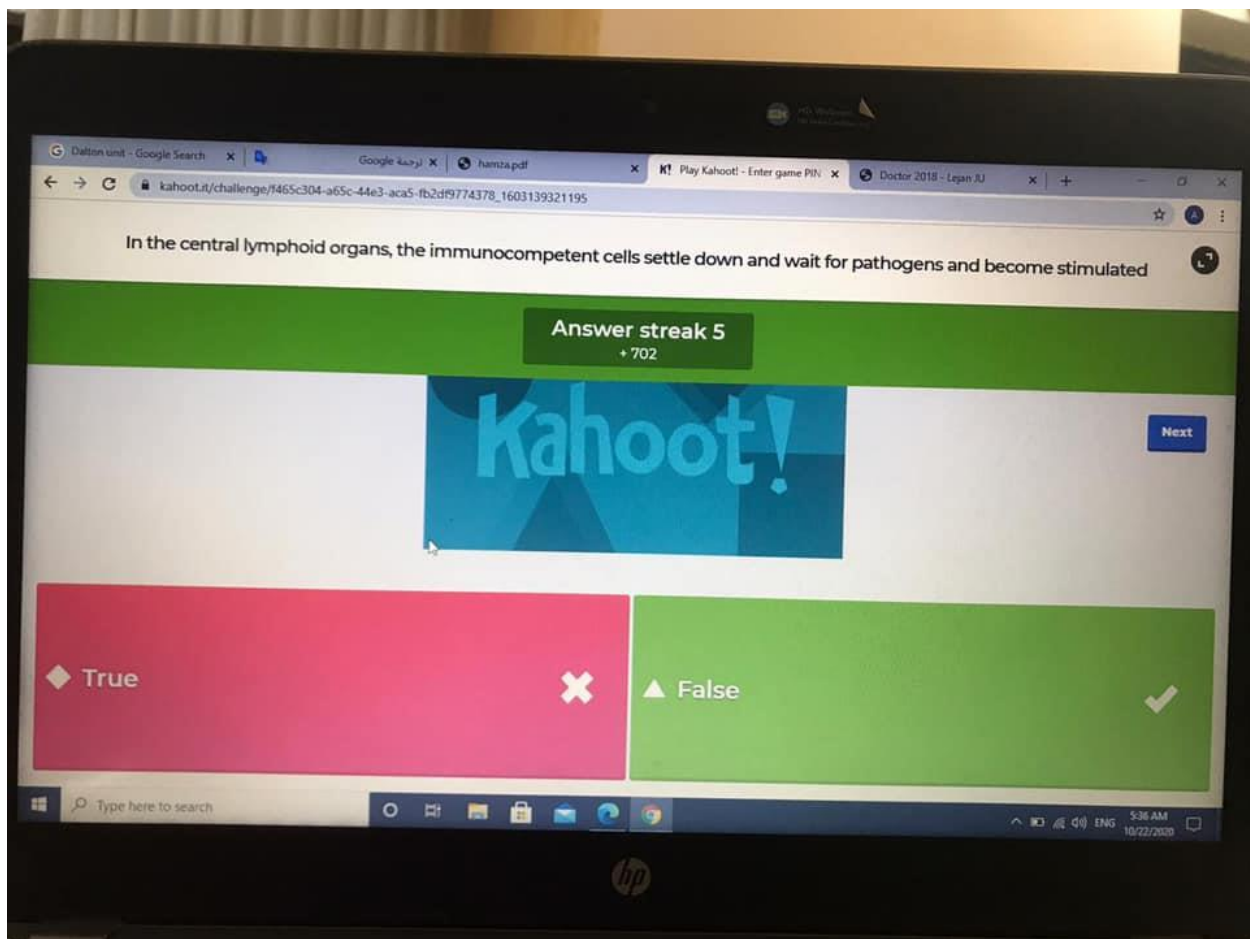 Dalton unit - Google Search
ترجمة Google
hamza.pdf
K! Play Kahoot! - Enter game PIN
Doctor 2018 - Lejan JU
kahoot.it/challenge/f465c304-a65c-44e3-aca5-fb2df9774378_1603139321195
A
In the central lymphoid organs, the immunocompetent cells settle down and wait for pathogens and become stimulated
Answer streak 5
+ 702
Kahoot!
Next
True
False
Type here to search
ENG
5:36 AM
10/22/2020
hp